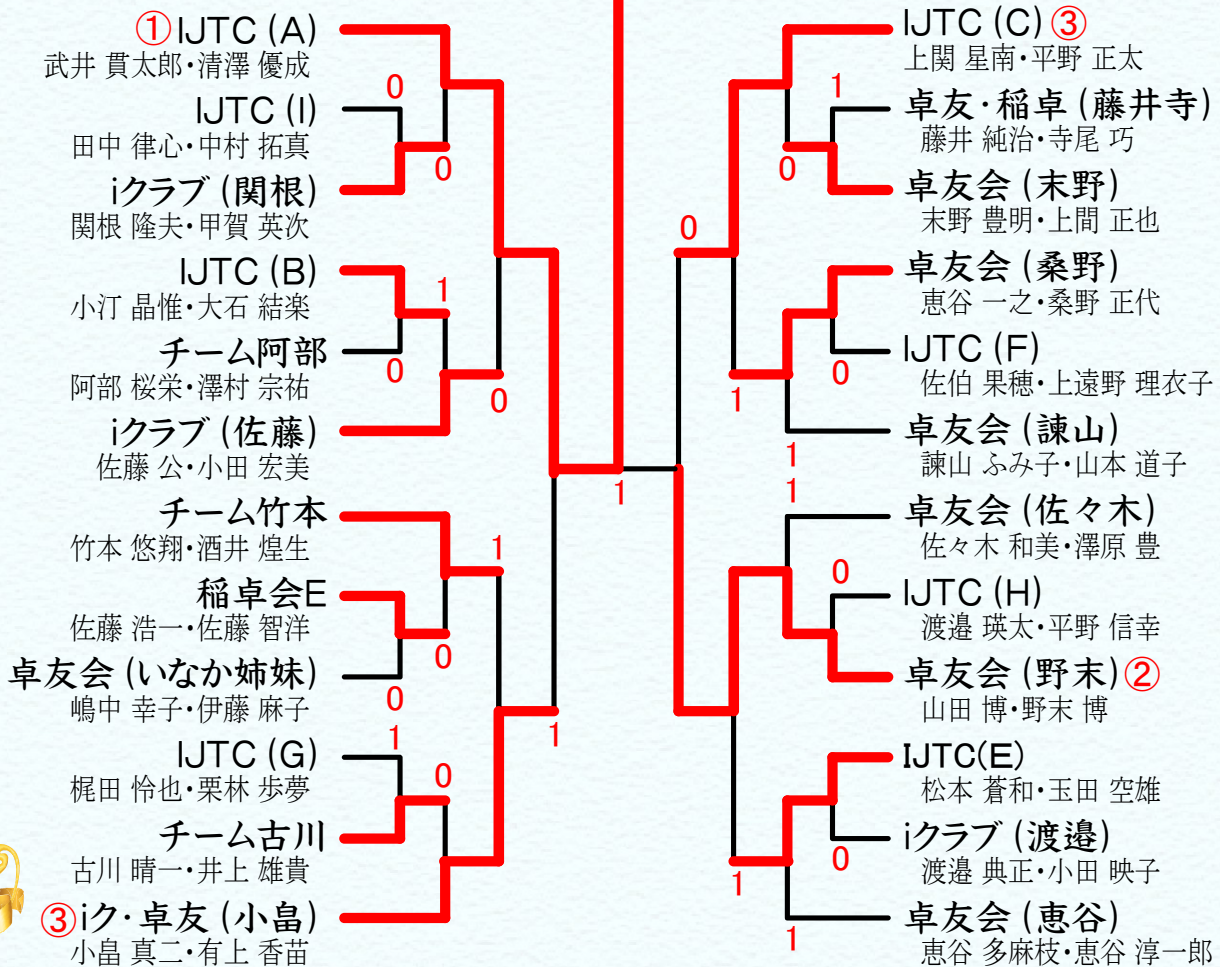 ①IJTC (A)
武井 貫太郎・清澤 優成
0
IJTC (I)
田中 律心・中村 拓真
0
iクラブ (関根)
関根 隆夫・甲賀 英次
IJTC (B)
小汀 晶惟・大石 結楽
1
チーム阿部
阿部 桜栄・澤村 宗祐
0
0
iクラブ (佐藤)
佐藤 公・小田 宏美
チーム竹本
竹本 悠翔・酒井 煌生
1
稲卓会E
佐藤 浩一・佐藤 智洋
0
卓友会 (いなか姉妹)
嶋中 幸子・伊藤 麻子
0
1
IJTC (G)
梶田 怜也・栗林 歩夢
0
チーム古川
古川 晴一・井上 雄貴
③iク・卓友 (小畠)
小畠 真二・有上 香苗
1
1
IJTC (C) ③
上関 星南・平野 正太
1
卓友・稲卓 (藤井寺)
藤井 純治・寺尾 巧
0
卓友会 (末野)
末野 豊明・上間 正也
0
卓友会 (桑野)
恵谷 一之・桑野 正代
IJTC (F)
佐伯 果穂・上遠野 理衣子
0
1
卓友会 (諫山)
諫山 ふみ子・山本 道子
1
1
卓友会 (佐々木)
佐々木 和美・澤原 豊
0
IJTC (H)
渡邉 瑛太・平野 信幸
卓友会 (野末) ②
山田 博・野末 博
IJTC(E)
松本 蒼和・玉田 空雄
iクラブ (渡邉)
渡邉 典正・小田 映子
0
1
卓友会 (恵谷)
恵谷 多麻枝・恵谷 淳一郎
1